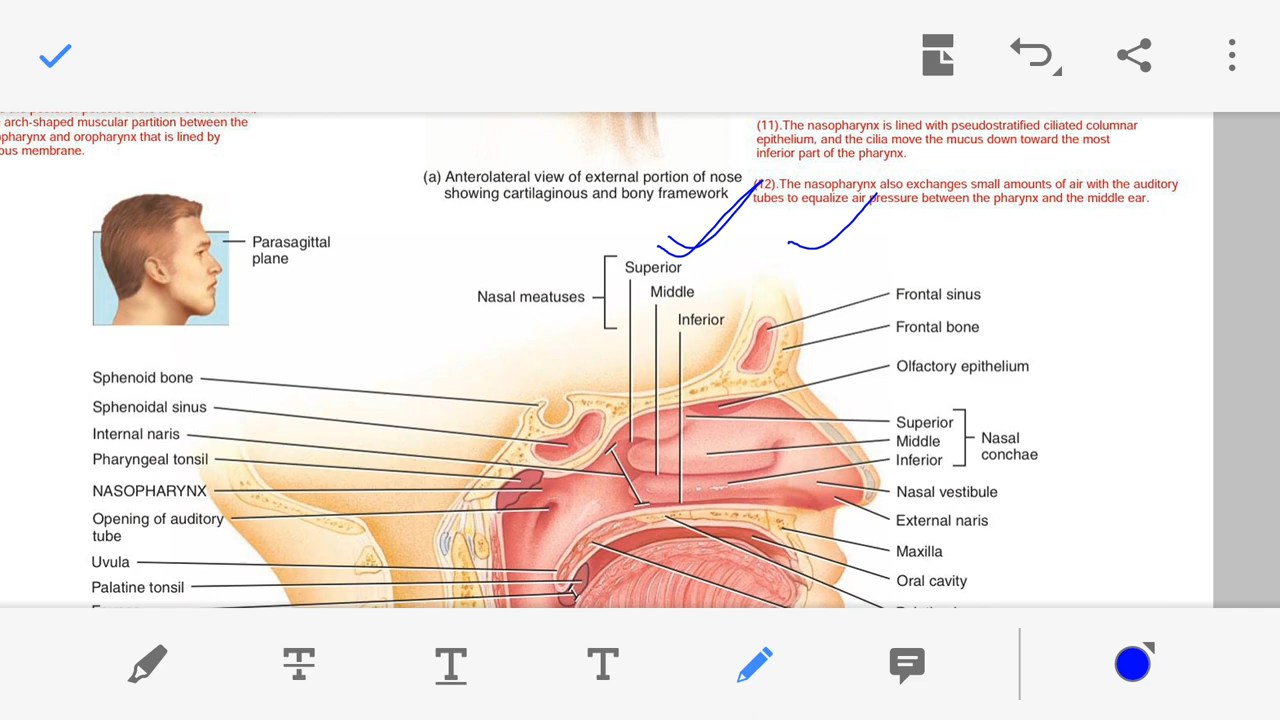 arch-shaped muscular partition between the
opharynx and oropharynx that is lined by
ous membrane.
(11).The nasopharynx is lined with pseudostratified ciliated columnar
epithelium, and the cilia move the mucus down toward the most
inferior part of the pharynx.
(a) Anterolateral view of external portion of nose
showing cartilaginous and bony framework
(12).The nasopharynx also exchanges small amounts of air with the auditory
tubes to equalize air pressure between the pharynx and the middle ear.
Parasagittal
plane
Nasal meatuses
Superior
Middle
Inferior
Frontal sinus
Frontal bone
Olfactory epithelium
Superior
Middle
Inferior
Nasal
conchae
Nasal vestibule
External naris
Maxilla
Oral cavity
Sphenoid bone
Sphenoidal sinus
Internal naris
Pharyngeal tonsil
NASOPHARYNX
Opening of auditory
tube
Uvula
Palatine tonsil
T
T
T